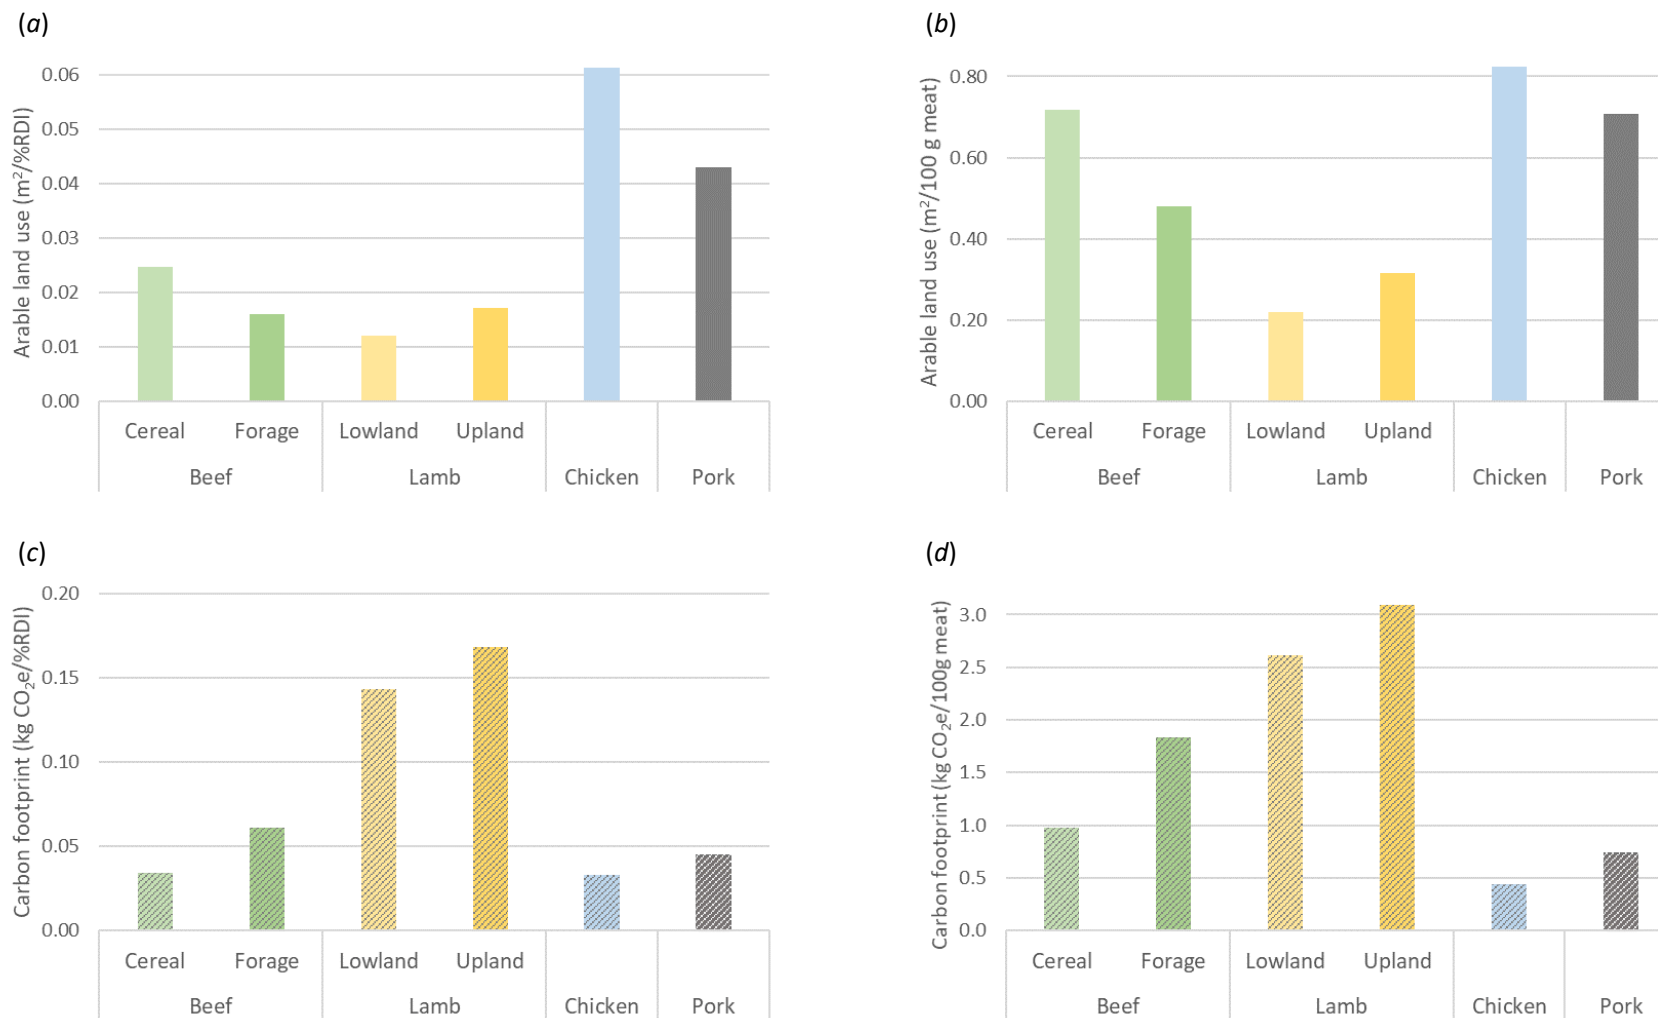 (a)
Arable land use (m²/%RDI)
0.06
0.05
0.04
0.03
0.02
0.01
0.00
Cereal Forage Lowland Upland
Beef Lamb Chicken Pork
(b)
Arable land use (m²/100 g meat)
0.80
0.60
0.40
0.20
0.00
Cereal Forage Lowland Upland
Beef Lamb Chicken Pork
(c)
Carbon footprint (kg CO₂e/%RDI)
0.20
0.15
0.10
0.05
0.00
Cereal Forage Lowland Upland
Beef Lamb Chicken Pork
(d)
Carbon footprint (kg CO₂e/100g meat)
3.0
2.5
2.0
1.5
1.0
0.5
0.0
Cereal Forage Lowland Upland
Beef Lamb Chicken Pork